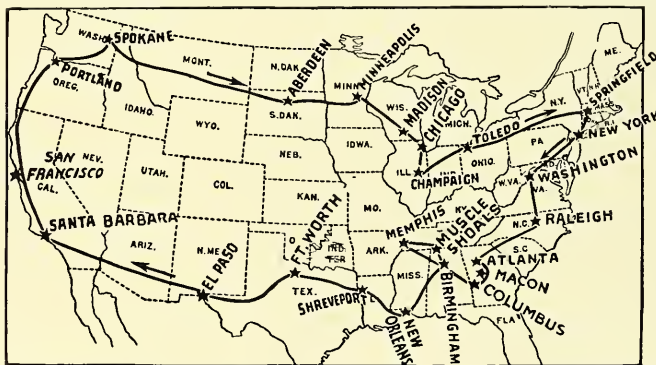 WASH.
SPOKANE
PORTLAND
OREG.
MONT.
N.DAK.
ABERDEEN
S.DAK.
MINN.
MINNEAPOLIS
WIS.
MADISON
CHICAGO
MICH.
TOLEDO
N.Y.
VT.
N.H.
ME.
SPRINGFIELD
MASS.
NEW YORK
IDAHO.
WYO.
NEB.
IOWA.
ILL
CHAMPAIGN
OHIO.
PA
WASHINGTON
W.VA.
VA.
SAN FRANCISCO
NEV.
CAL.
UTAH.
COL.
KAN.
MO.
KY.
MEMPHIS
MUSCLE
SHOALS
N.C.
RALEIGH
S.C
ATLANTA
MACON
COLUMBUS
SANTA BARBARA
ARIZ.
N.MEX
EL PASO
O
IND
TER
FT. WORTH
TEX.
ARK.
MISS.
SHREVEPORT
NEW
ORLEANS
BIRMINGHAM
FLA